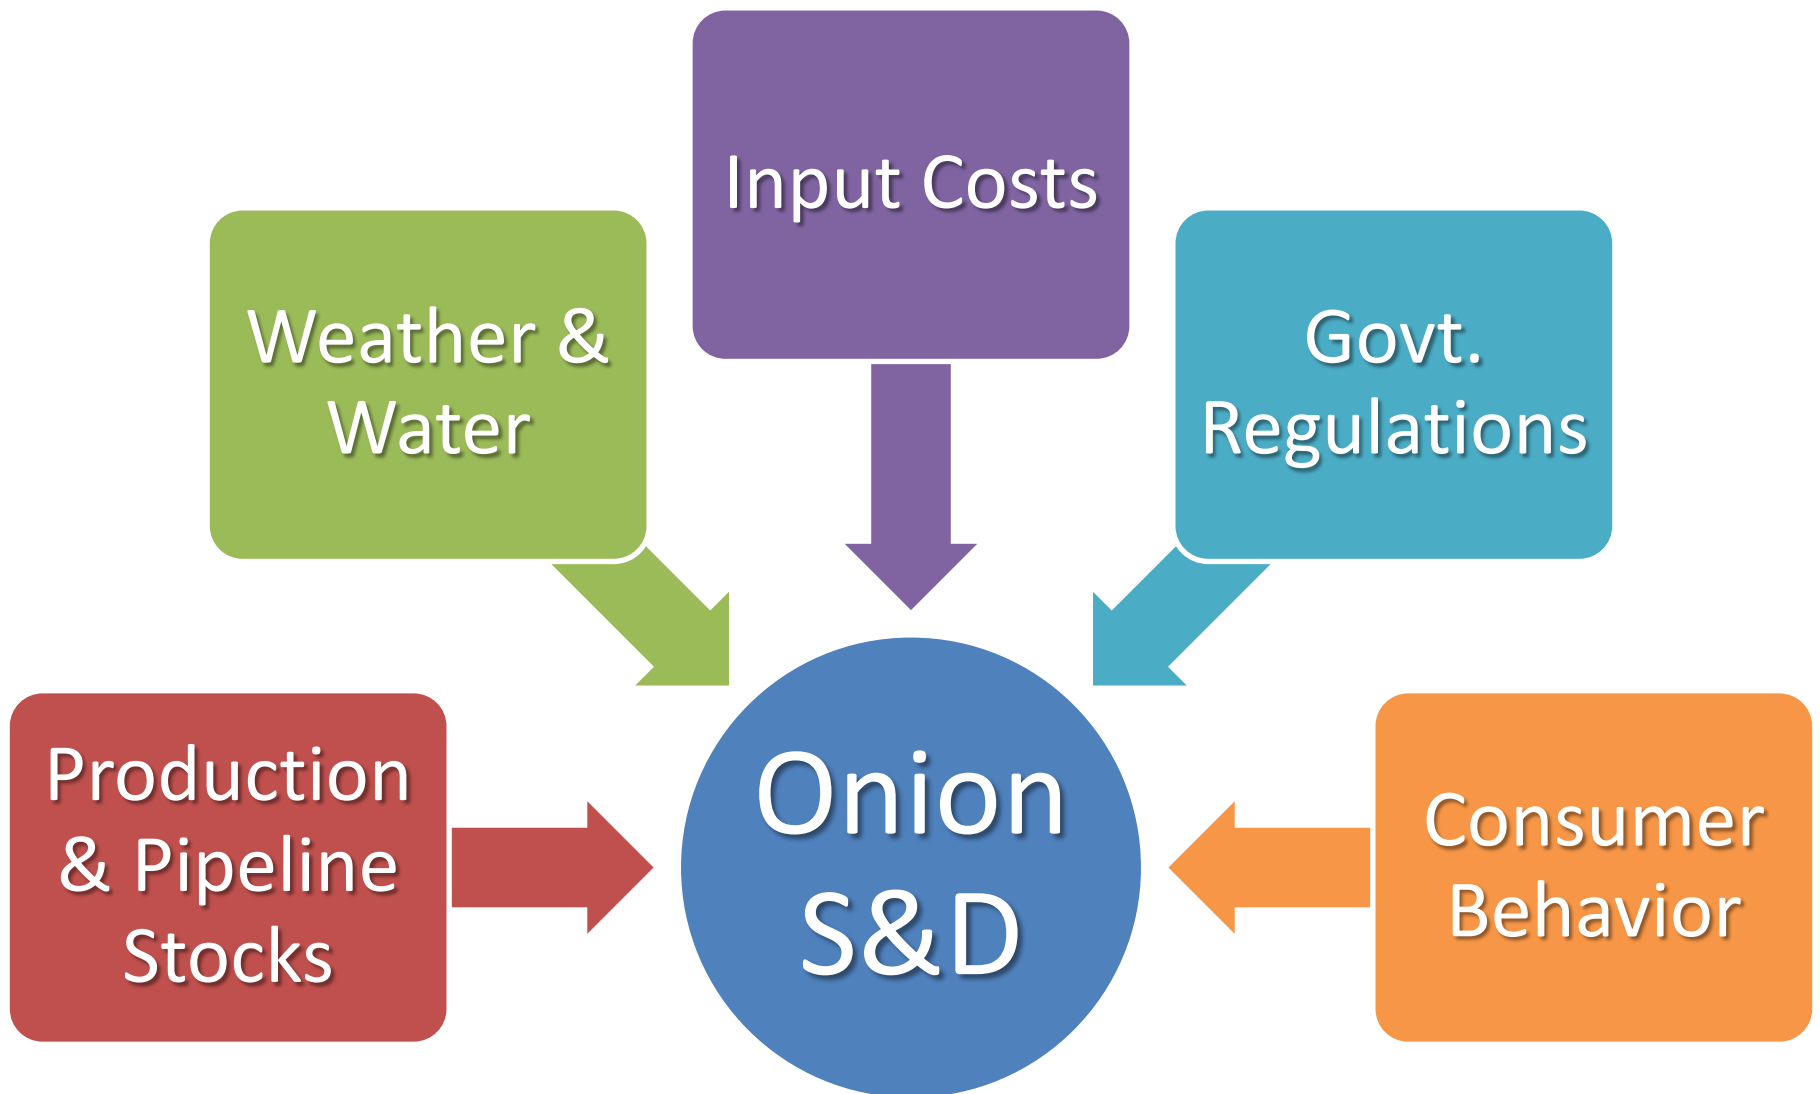 Input Costs
Weather &
Water
Govt.
Regulations
Production
& Pipeline
Stocks
Onion
S&D
Consumer
Behavior